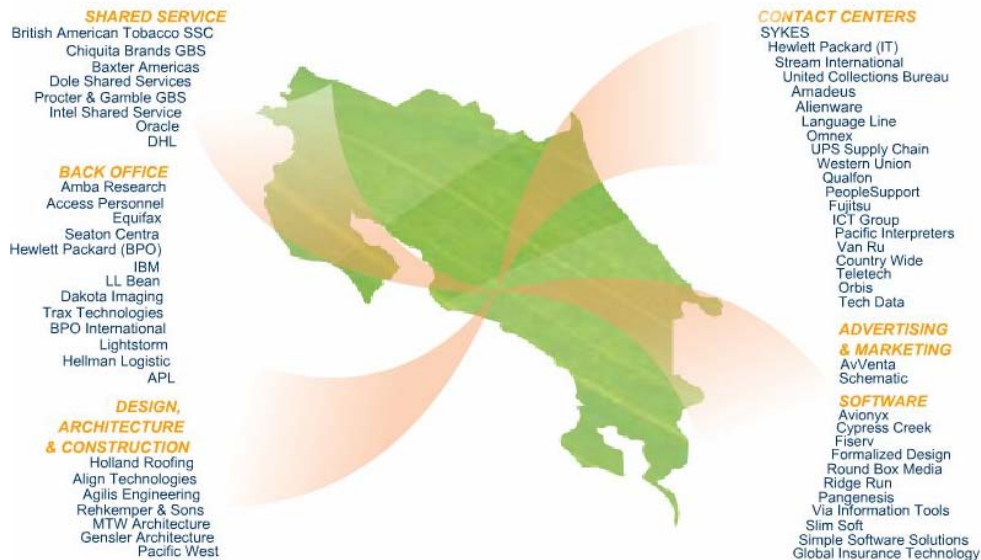 SHARED SERVICE
British American Tobacco SSC
Chiquita Brands GBS
Baxter Americas
Dole Shared Services
Procter & Gamble GBS
Intel Shared Service
Oracle
DHL
BACK OFFICE
Amba Research
Access Personnel
Equifax
Seaton Centra
Hewlett Packard (BPO)
IBM
LL Bean
Dakota Imaging
Trax Technologies
BPO International
Lightstorm
Hellman Logistic
APL
DESIGN,
ARCHITECTURE
& CONSTRUCTION
Holland Roofing
Align Technologies
Agilis Engineering
Rehkemper & Sons
MTW Architecture
Gensler Architecture
Pacific West
CONTACT CENTERS
SYKES
Hewlett Packard (IT)
Stream International
United Collections Bureau
Amadeus
Alienware
Language Line
Omnex
UPS Supply Chain
Western Union
Qualfon
PeopleSupport
Fujitsu
ICT Group
Pacific Interpreters
Van Ru
Country Wide
Teletech
Orbis
Tech Data
ADVERTISING
& MARKETING
AvVenta
Schematic
SOFTWARE
Avionyx
Cypress Creek
Fiserv
Formalized Design
Round Box Media
Ridge Run
Pangenesis
Via Information Tools
Slim Soft
Simple Software Solutions
Global Insurance Technology